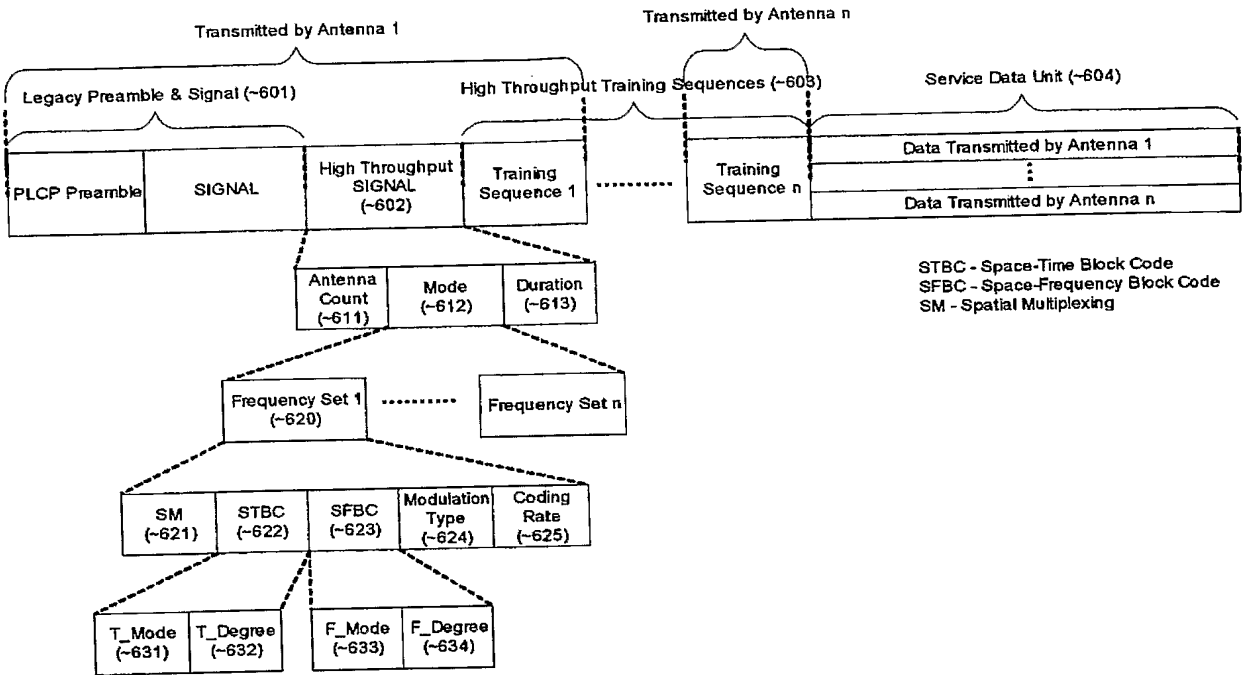 Transmitted by Antenna 1
Transmitted by Antenna n
Legacy Preamble & Signal (~601)
High Throughput Training Sequences (~603)
Service Data Unit (~604)
PLCP Preamble
SIGNAL
High Throughput
SIGNAL
(~602)
Training
Sequence 1
Training
Sequence n
Data Transmitted by Antenna 1
Data Transmitted by Antenna n
Antenna
Count
(~611)
Mode
(~612)
Duration
(~613)
STBC - Space-Time Block Code
SFBC - Space-Frequency Block Code
SM - Spatial Multiplexing
Frequency Set 1
(~620)
Frequency Set n
SM
(~621)
STBC
(~622)
SFBC
(~623)
Modulation
Type
(~624)
Coding
Rate
(~625)
T_Mode
(~631)
T_Degree
(~632)
F_Mode
(~633)
F_Degree
(~634)